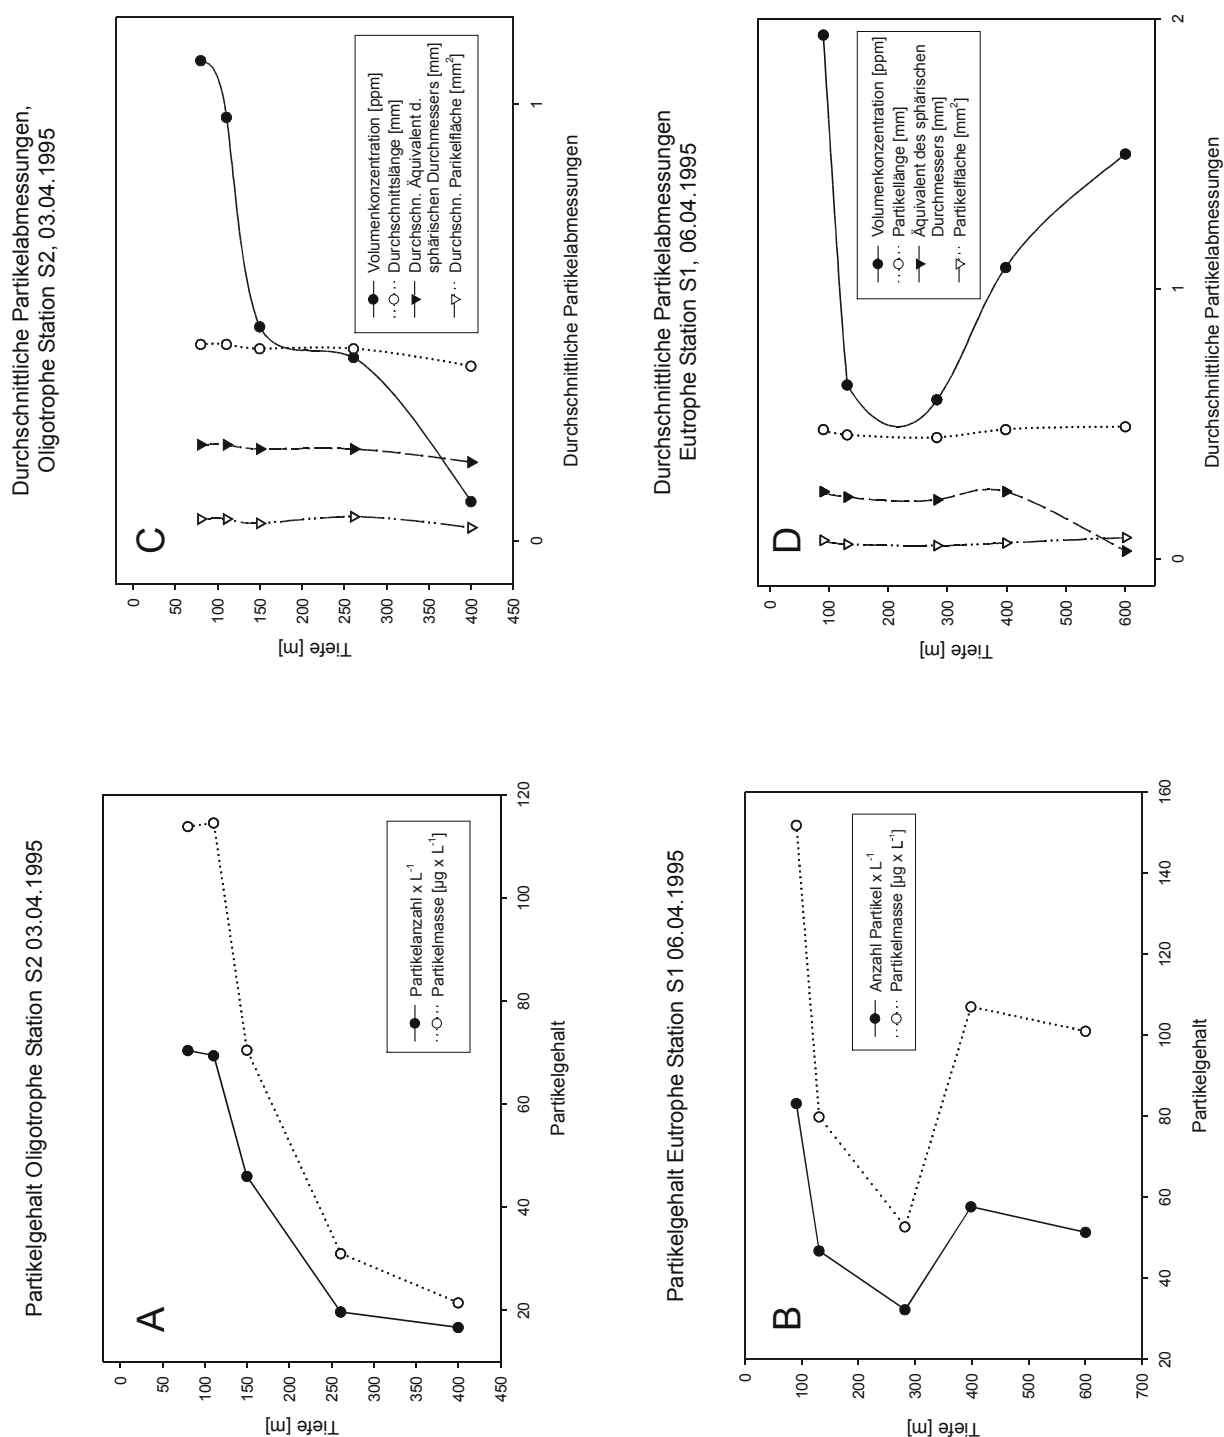 Partikelgehalt Oligotrophe Station S2 03.04.1995
A
Partikelanzahl x L⁻¹
Partikelmasse [µg x L⁻¹]
Tiefe [m]
0
50
100
150
200
250
300
350
400
450
20
40
60
80
100
120
Partikelgehalt
Durchschnittliche Partikelabmessungen,
Oligotrophe Station S2, 03.04.1995
C
Volumenkonzentration [ppm]
Durchschnittslänge [mm]
Durchschn. Äquivalent d.
sphärischen Durchmessers [mm]
Durchschn. Parikelfläche [mm²]
Tiefe [m]
0
50
100
150
200
250
300
350
400
450
0
1
Durchschnittliche Partikelabmessungen
Partikelgehalt Eutrophe Station S1 06.04.1995
B
Anzahl Partikel x L⁻¹
Partikelmasse [µg x L⁻¹]
Tiefe [m]
0
100
200
300
400
500
600
700
20
40
60
80
100
120
140
160
Partikelgehalt
Durchschnittliche Partikelabmessungen
Eutrophe Station S1, 06.04.1995
D
Volumenkonzentration [ppm]
Partikellänge [mm]
Äquivalent des sphärischen
Durchmessers [mm]
Partikelfläche [mm²]
Tiefe [m]
0
100
200
300
400
500
600
0
1
2
Durchschnittliche Partikelabmessungen